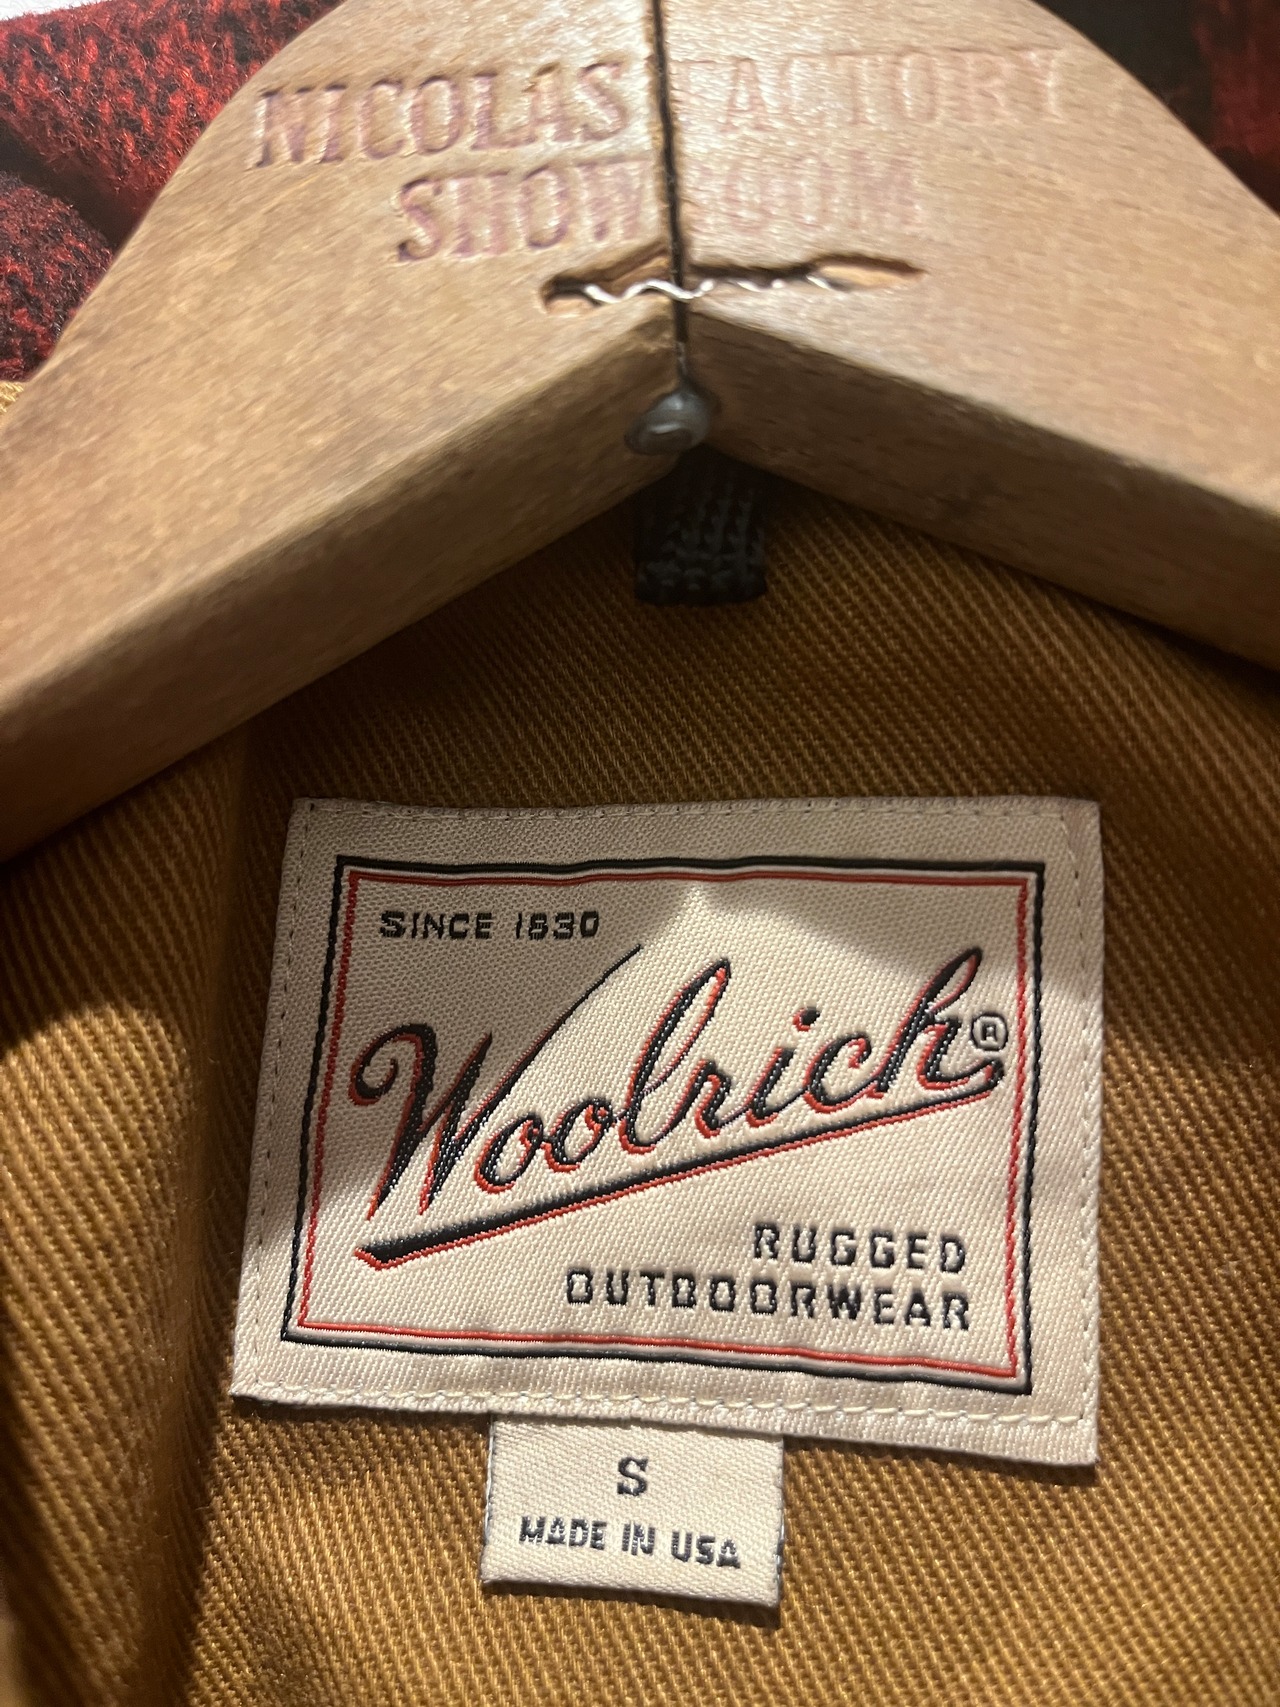 NICOLAS FACTORY
SHOWROOM
SINCE 1830
Woolrich®
RUGGED
OUTDOORWEAR
S
MADE IN USA